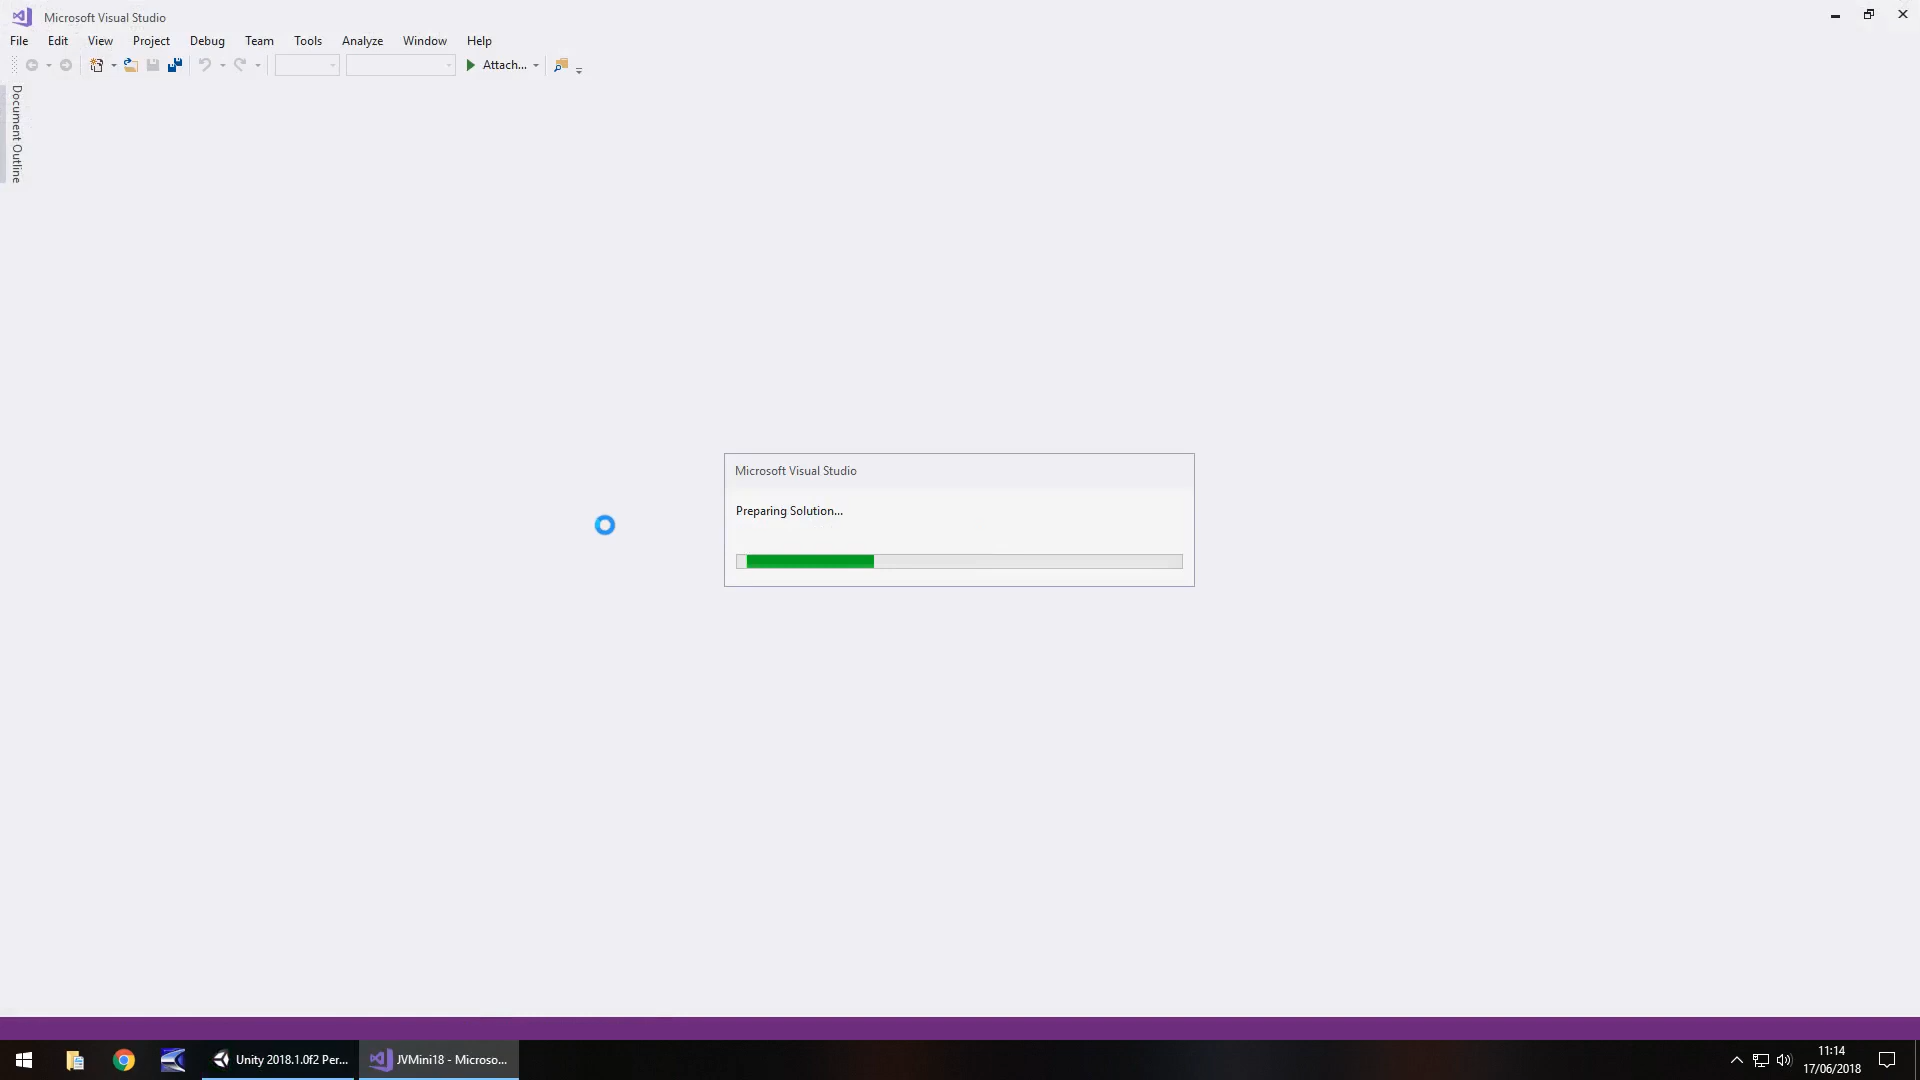 Microsoft Visual Studio
File Edit View Project Debug Team Tools Analyze Window Help
Attach...
Document Outline
Microsoft Visual Studio
Preparing Solution...
Unity 2018.1.0f2 Per...
JVMini18 - Microso...
11:14
17/06/2018